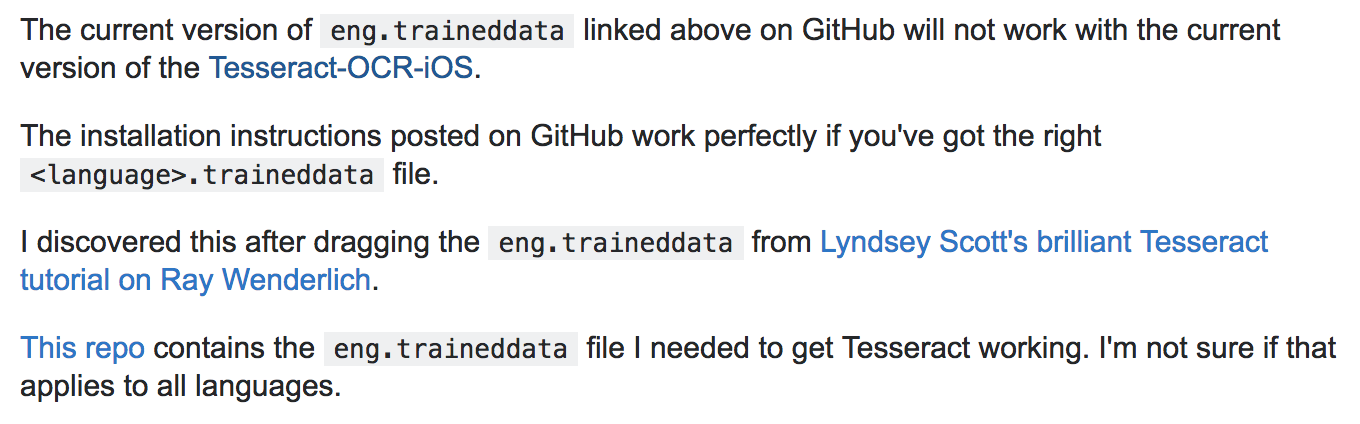 The current version of eng.traineddata linked above on GitHub will not work with the current
version of the Tesseract-OCR-iOS.
The installation instructions posted on GitHub work perfectly if you've got the right
<language>.traineddata file.
I discovered this after dragging the eng.traineddata from Lyndsey Scott's brilliant Tesseract
tutorial on Ray Wenderlich.
This repo contains the eng.traineddata file I needed to get Tesseract working. I'm not sure if that
applies to all languages.